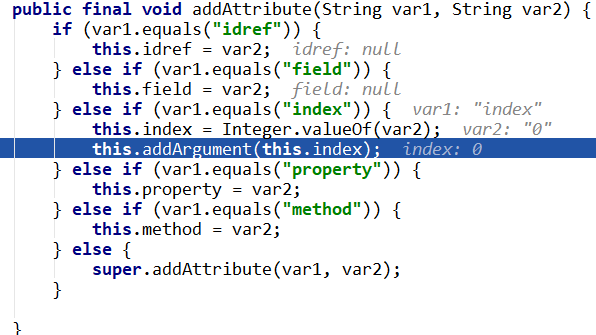 public final void addAttribute(String var1, String var2) {
if (var1.equals("idref")) {
this.idref = var2;  idref: null
} else if (var1.equals("field")) {
this.field = var2;  field: null
} else if (var1.equals("index")) {  var1: "index"
this.index = Integer.valueOf(var2);  var2: "0"
this.addArgument(this.index);  index: 0
} else if (var1.equals("property")) {
this.property = var2;
} else if (var1.equals("method")) {
this.method = var2;
} else {
super.addAttribute(var1, var2);
}
}